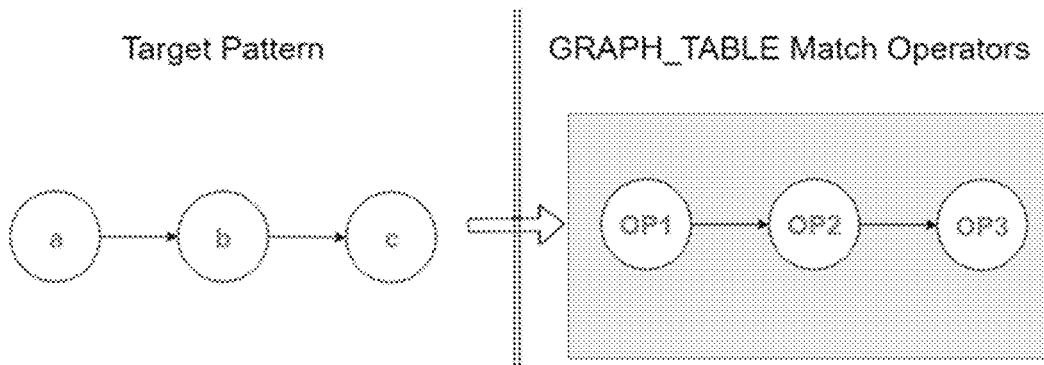 Target Pattern
GRAPH_TABLE Match Operators
a
b
c
OP1
OP2
OP3